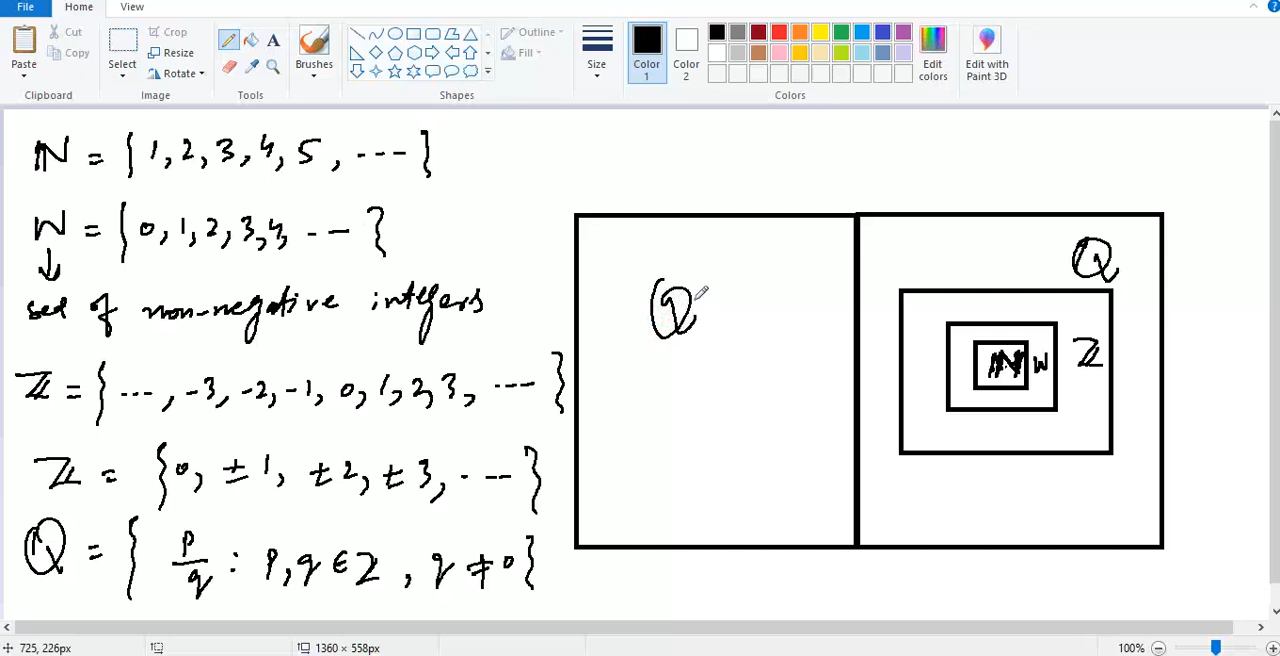 File Home View
Paste Cut Copy Select Crop Resize Rotate Brushes Outline Fill Size Color 1 Color 2 Edit colors Edit with Paint 3D
Clipboard Image Tools Shapes Colors
ℕ = {1, 2, 3, 4, 5, ---}
W = {0, 1, 2, 3, 4, ---}
↓
set of non-negative integers
ℤ = {---, -3, -2, -1, 0, 1, 2, 3, ---}
ℤ = {0, ±1, ±2, ±3, ---}
ℚ = {p/q : p, q ∈ ℤ, q ≠ 0}
ℚ
ℚ
ℕ W ℤ
725, 226px 1360 × 558px 100%